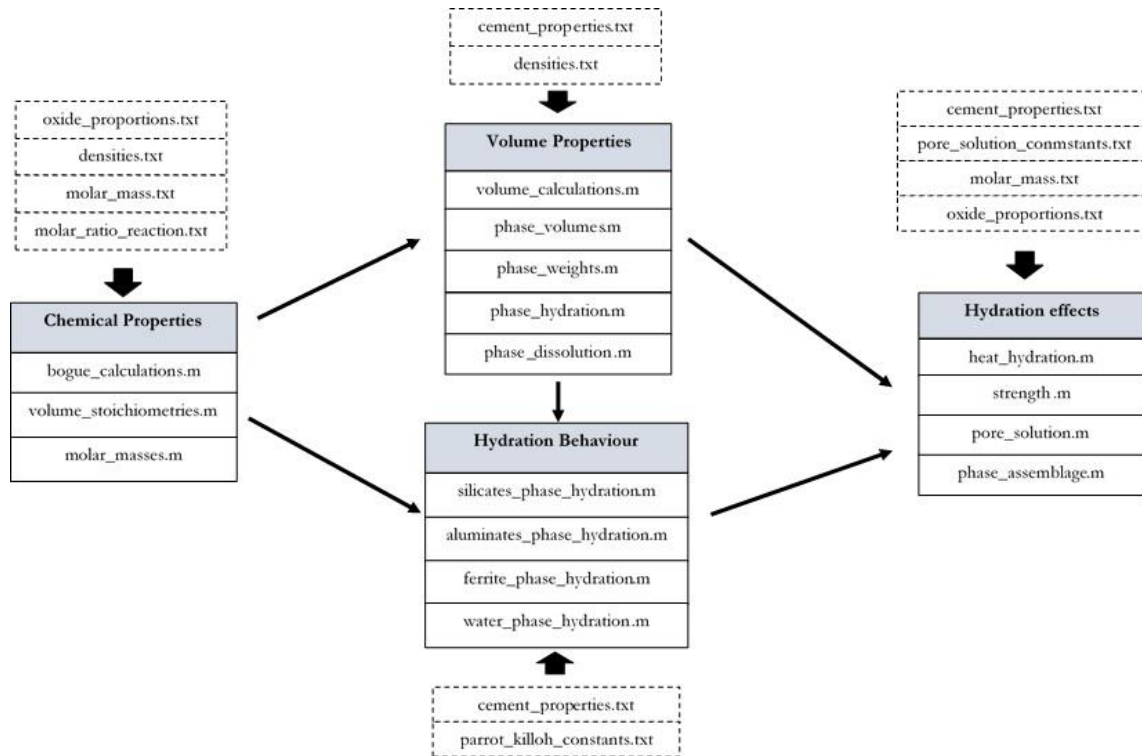 cement_properties.txt
densities.txt
oxide_proportions.txt
densities.txt
molar_mass.txt
molar_ratio_reaction.txt
Chemical Properties
bogue_calculations.m
volume_stoichiometries.m
molar_masses.m
Volume Properties
volume_calculations.m
phase_volumes.m
phase_weights.m
phase_hydration.m
phase_dissolution.m
Hydration Behaviour
silicates_phase_hydration.m
aluminates_phase_hydration.m
ferrite_phase_hydration.m
water_phase_hydration.m
cement_properties.txt
parrot_killoh_constants.txt
cement_properties.txt
pore_solution_conmstants.txt
molar_mass.txt
oxide_proportions.txt
Hydration effects
heat_hydration.m
strength.m
pore_solution.m
phase_assemblage.m